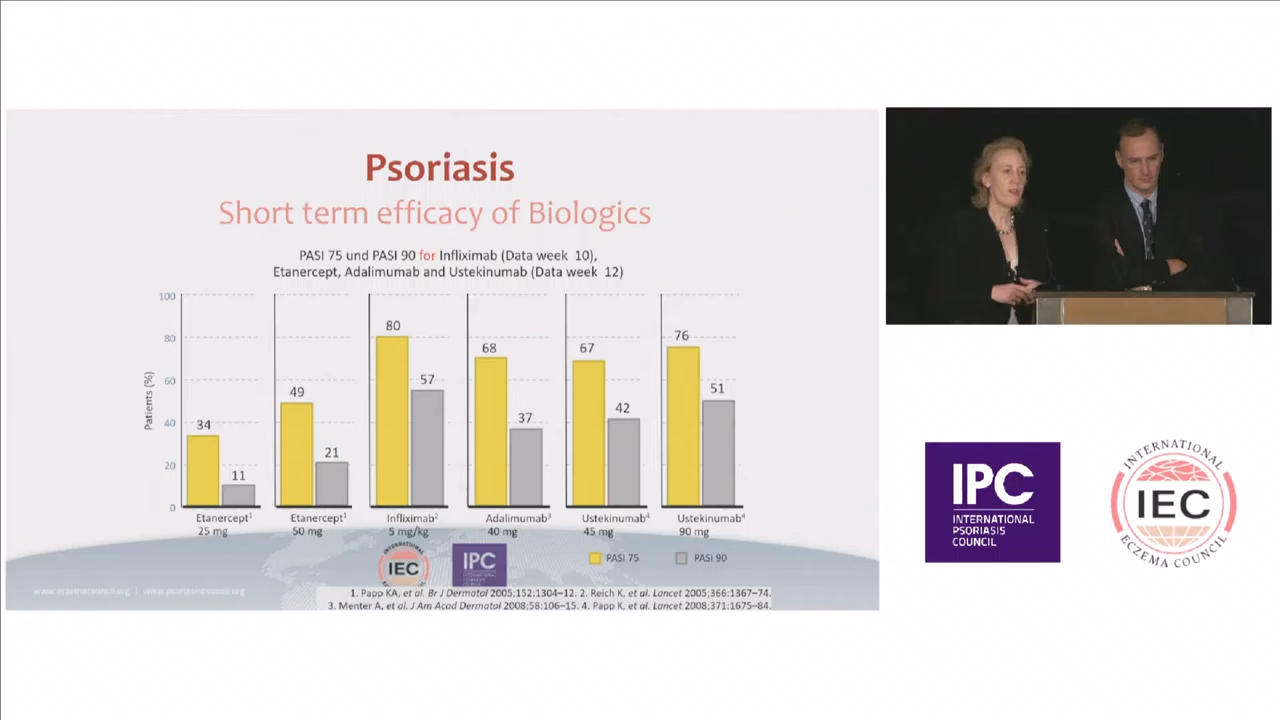 Psoriasis
Short term efficacy of Biologics
PASI 75 und PASI 90 for Infliximab (Data week 10),
Etanercept, Adalimumab and Ustekinumab (Data week 12)
Patients (%)
100
80
60
40
20
0
34
11
49
21
80
57
68
37
67
42
76
51
Etanercept¹
25 mg
Etanercept¹
50 mg
Infliximab²
5 mg/kg
Adalimumab³
40 mg
Ustekinumab⁴
45 mg
Ustekinumab⁴
90 mg
PASI 75
PASI 90
INTERNATIONAL
IEC
IPC
INTERNATIONAL
PSORIASIS
COUNCIL
www.eczemacouncil.org | www.psoriasiscouncil.org
1. Papp KA, et al. Br J Dermatol 2005;152:1304–12. 2. Reich K, et al. Lancet 2005;366:1367–74.
3. Menter A, et al. J Am Acad Dermatol 2008;58:106–15. 4. Papp K, et al. Lancet 2008;371:1675–84.
IPC
INTERNATIONAL
PSORIASIS
COUNCIL
INTERNATIONAL
IEC
ECZEMA COUNCIL